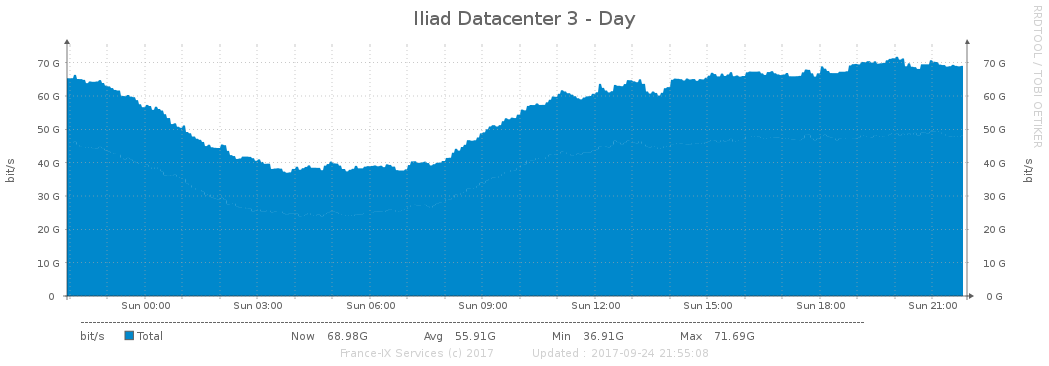 Iliad Datacenter 3 - Day
RRDTOOL / TOBI OETIKER
bit/s
70 G
60 G
50 G
40 G
30 G
20 G
10 G
0
70 G
60 G
50 G
40 G
30 G
20 G
10 G
0 G
bit/s
Sun 00:00 Sun 03:00 Sun 06:00 Sun 09:00 Sun 12:00 Sun 15:00 Sun 18:00 Sun 21:00
bit/s Total Now 68.98G Avg 55.91G Min 36.91G Max 71.69G
France-IX Services (c) 2017 Updated : 2017-09-24 21:55:08